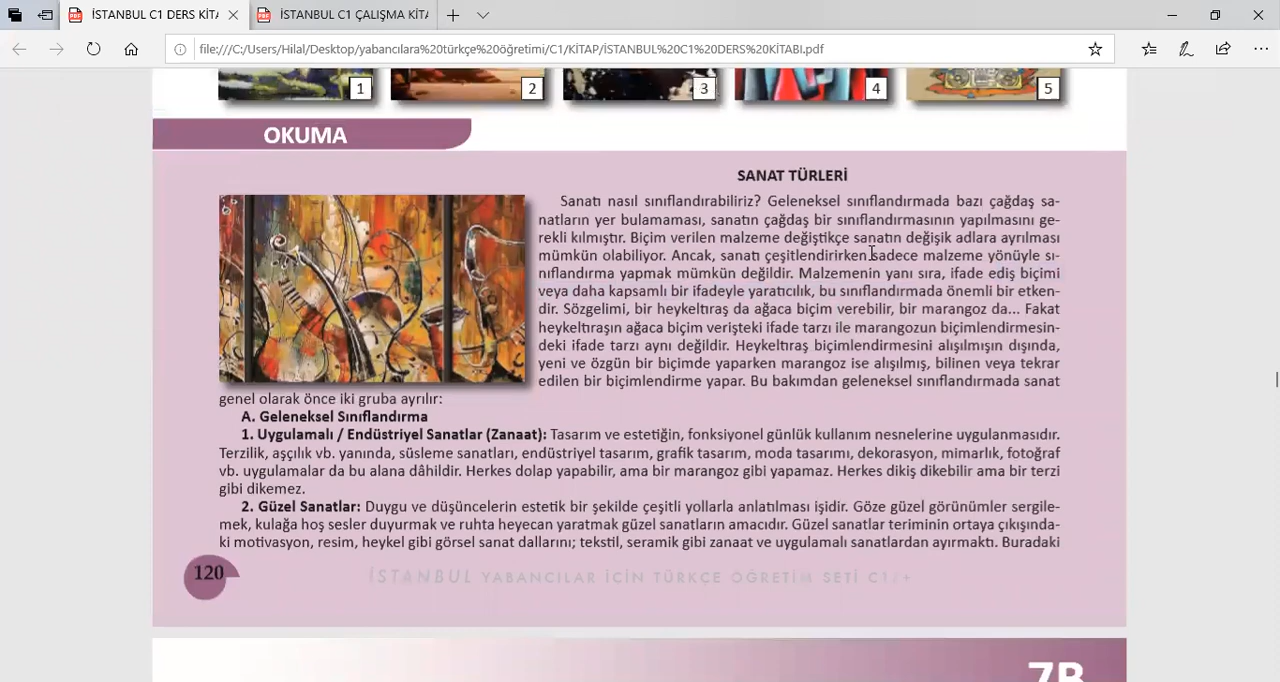 İSTANBUL C1 DERS KİTA
İSTANBUL C1 ÇALIŞMA KİTA
file:///C:/Users/Hilal/Desktop/yabancılara%20türkçe%20öğretimi/C1/KİTAP/İSTANBUL%20C1%20DERS%20KİTABI.pdf
1 2 3 4 5
OKUMA
SANAT TÜRLERİ
Sanatı nasıl sınıflandırabiliriz? Geleneksel sınıflandırmada bazı çağdaş sa-
natların yer bulamaması, sanatın çağdaş bir sınıflandırmasının yapılmasını ge-
rekli kılmıştır. Biçim verilen malzeme değiştikçe sanatın değişik adlara ayrılması
mümkün olabiliyor. Ancak, sanatı çeşitlendirirken sadece malzeme yönüyle sı-
nıflandırma yapmak mümkün değildir. Malzemenin yanı sıra, ifade ediş biçimi
veya daha kapsamlı bir ifadeyle yaratıcılık, bu sınıflandırmada önemli bir etken-
dir. Sözgelimi, bir heykeltıraş da ağaca biçim verebilir, bir marangoz da... Fakat
heykeltıraşın ağaca biçim verişteki ifade tarzı ile marangozun biçimlendirmesin-
deki ifade tarzı aynı değildir. Heykeltıraş biçimlendirmesini alışılmışın dışında,
yeni ve özgün bir biçimde yaparken marangoz ise alışılmış, bilinen veya tekrar
edilen bir biçimlendirme yapar. Bu bakımdan geleneksel sınıflandırmada sanat
genel olarak önce iki gruba ayrılır:
A. Geleneksel Sınıflandırma
1. Uygulamalı / Endüstriyel Sanatlar (Zanaat): Tasarım ve estetiğin, fonksiyonel günlük kullanım nesnelerine uygulanmasıdır.
Terzilik, aşçılık vb. yanında, süsleme sanatları, endüstriyel tasarım, grafik tasarım, moda tasarımı, dekorasyon, mimarlık, fotoğraf
vb. uygulamalar da bu alana dâhildir. Herkes dolap yapabilir, ama bir marangoz gibi yapamaz. Herkes dikiş dikebilir ama bir terzi
gibi dikemez.
2. Güzel Sanatlar: Duygu ve düşüncelerin estetik bir şekilde çeşitli yollarla anlatılması işidir. Göze güzel görünümler sergile-
mek, kulağa hoş sesler duyurmak ve ruhta heyecan yaratmak güzel sanatların amacıdır. Güzel sanatlar teriminin ortaya çıkışında-
ki motivasyon, resim, heykel gibi görsel sanat dallarını; tekstil, seramik gibi zanaat ve uygulamalı sanatlardan ayırmaktı. Buradaki
120
İSTANBUL YABANCILAR İÇİN TÜRKÇE ÖĞRETİM SETİ C1/+
7B